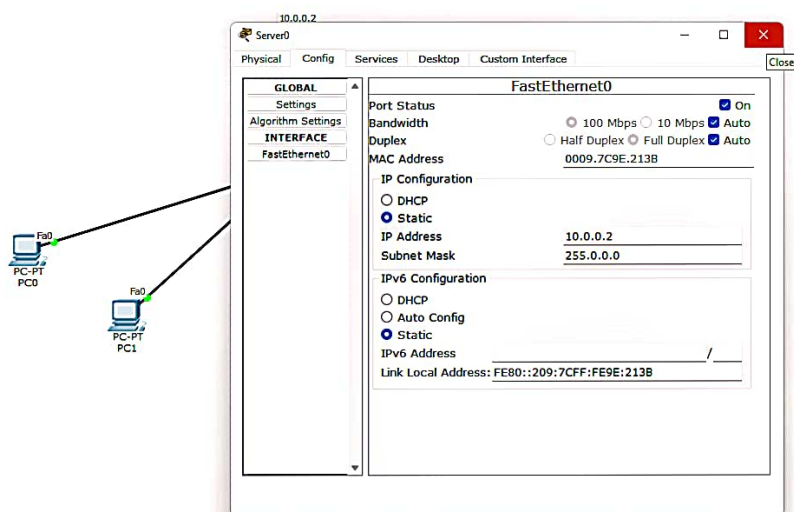 10.0.0.2
Server0
Close
Physical Config Services Desktop Custom Interface
GLOBAL
Settings
Algorithm Settings
INTERFACE
FastEthernet0
FastEthernet0
Port Status On
Bandwidth 100 Mbps 10 Mbps Auto
Duplex Half Duplex Full Duplex Auto
MAC Address 0009.7C9E.213B
IP Configuration
DHCP
Static
IP Address 10.0.0.2
Subnet Mask 255.0.0.0
IPv6 Configuration
DHCP
Auto Config
Static
IPv6 Address /
Link Local Address: FE80::209:7CFF:FE9E:213B
Fa0
PC-PT
PC0
Fa0
PC-PT
PC1